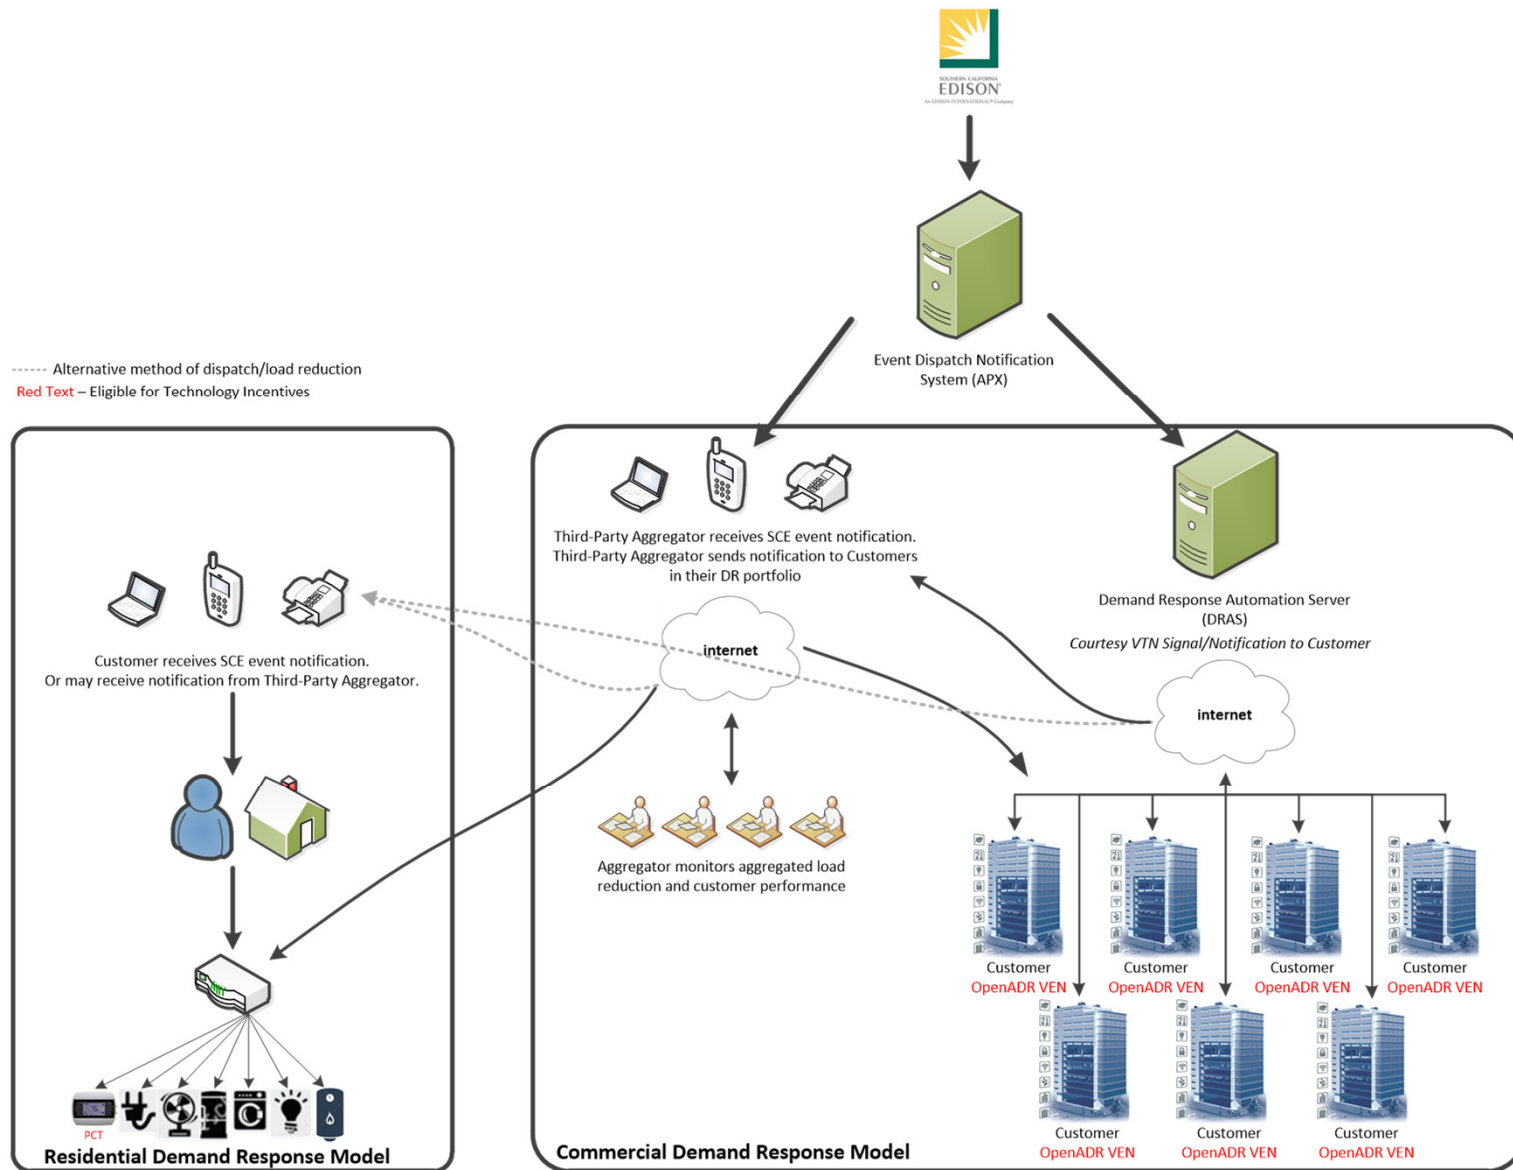 SOUTHERN CALIFORNIA
EDISON®
An EDISON INTERNATIONAL® Company
Event Dispatch Notification
System (APX)
Alternative method of dispatch/load reduction
Red Text – Eligible for Technology Incentives
Third-Party Aggregator receives SCE event notification.
Third-Party Aggregator sends notification to Customers
in their DR portfolio
Demand Response Automation Server
(DRAS)
Courtesy VTN Signal/Notification to Customer
internet
internet
Customer receives SCE event notification.
Or may receive notification from Third-Party Aggregator.
Aggregator monitors aggregated load
reduction and customer performance
Customer
OpenADR VEN
Customer
OpenADR VEN
Customer
OpenADR VEN
Customer
OpenADR VEN
Customer
OpenADR VEN
Customer
OpenADR VEN
Customer
OpenADR VEN
PCT
Residential Demand Response Model
Commercial Demand Response Model